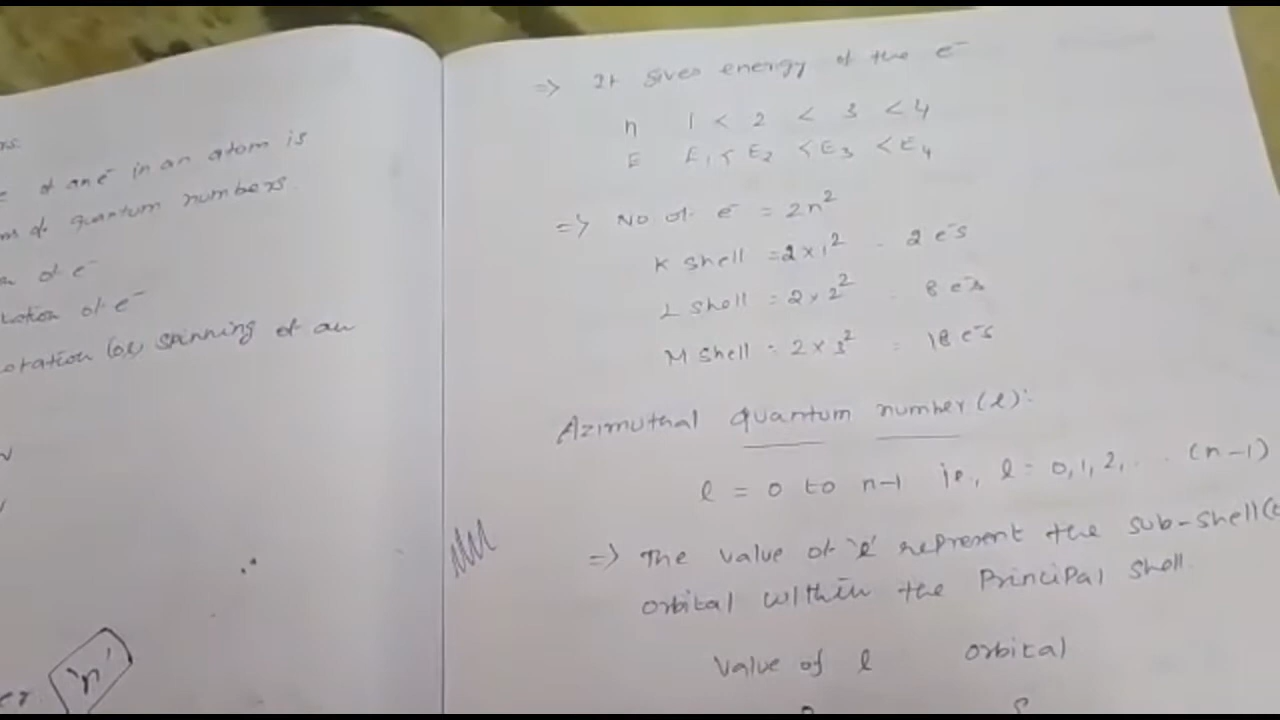 of an e⁻ in an atom is
quantum numbers.
of e⁻
of e⁻
spinning of an
'n'
=> It gives energy of the e⁻
n 1 < 2 < 3 < 4
E E₁ < E₂ < E₃ < E₄
=> No of. e⁻ = 2n²
K shell = 2 × 1² - 2 e⁻s
L shell = 2 × 2² = 8 e⁻s
M shell = 2 × 3² = 18 e⁻s
Azimuthal quantum number (l):
l = 0 to n-1 ie., l = 0, 1, 2, . . . (n-1)
=> The value of 'l' represent the sub-shell
orbital within the Principal shell.
Value of l orbital